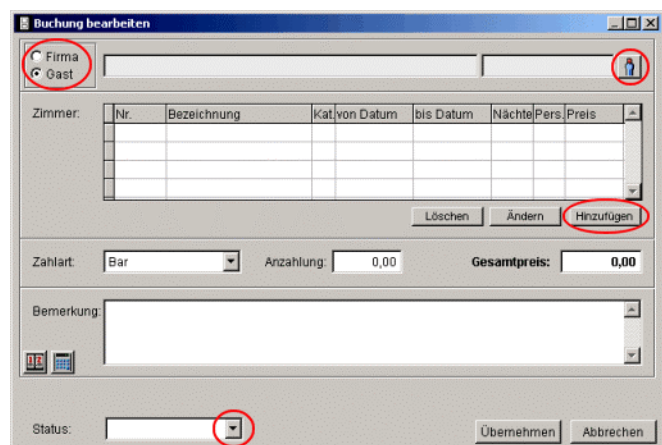 Buchung bearbeiten
Firma
Gast
Zimmer: Nr. Bezeichnung Kat. von Datum bis Datum Nächte Pers. Preis
Löschen Ändern Hinzufügen
Zahlart: Bar Anzahlung: 0,00 Gesamtpreis: 0,00
Bemerkung:
Status: Übernehmen Abbrechen